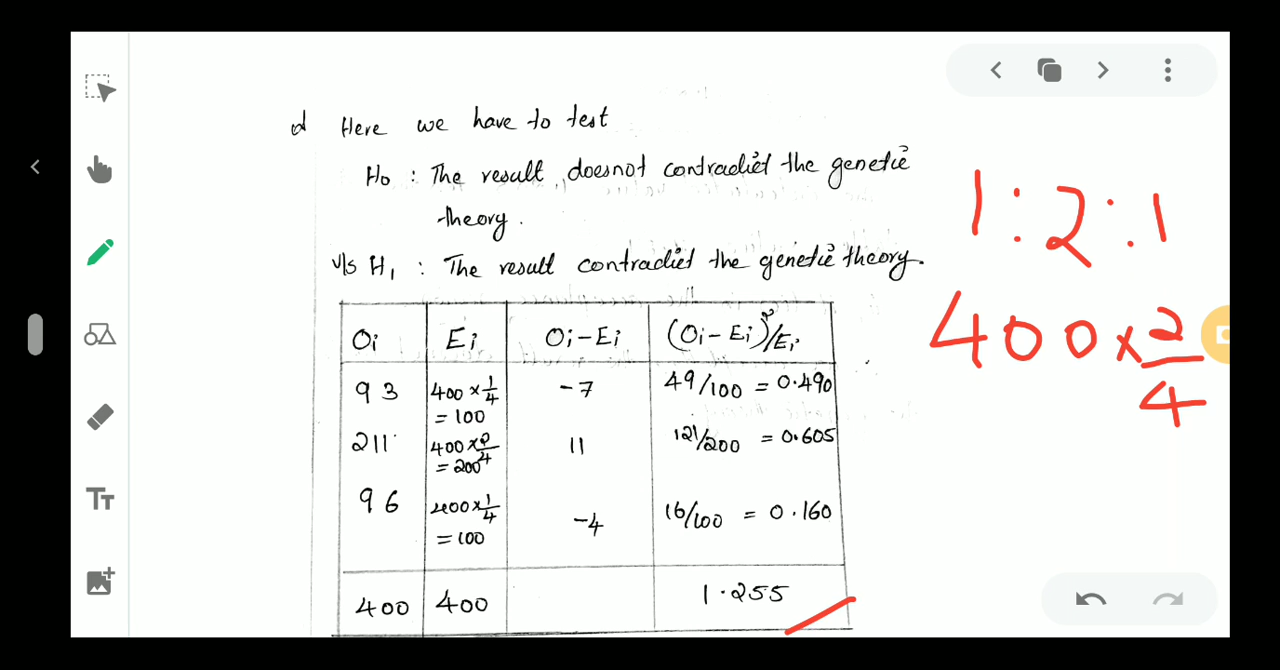 Here we have to test
H₀ : The result doesnot contradict the genetic
theory.
V/s H₁ : The result contradict the genetic theory.
Oi Ei Oi-Ei (Oi-Ei)²/Ei
93 400×1/4 -7 49/100 = 0.490
= 100
211 400×2/4 11 121/200 = 0.605
= 200
96 400×1/4 -4 16/100 = 0.160
= 100
400 400 1.255
1:2:1
400×2/4
TT